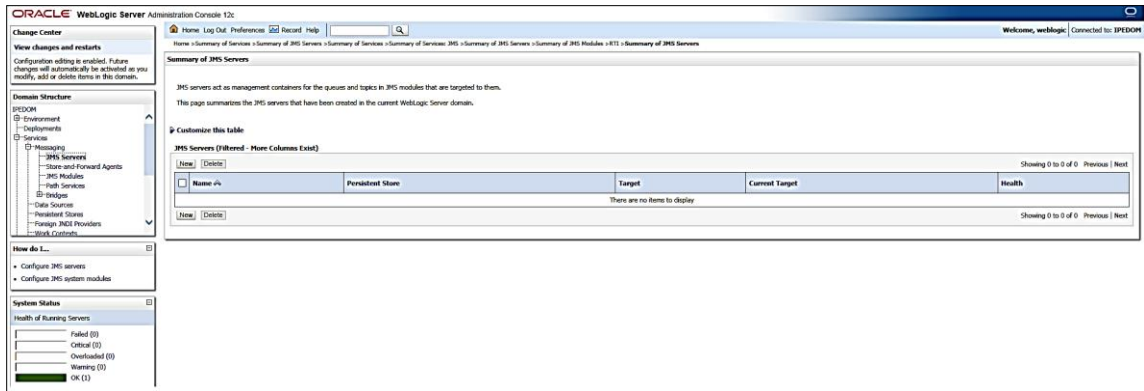 ORACLE WebLogic Server Administration Console 12c
Change Center
View changes and restarts
Configuration editing is enabled. Future
changes will automatically be activated as you
modify, add or delete items in this domain.
Domain Structure
IPEDOM
Environment
Deployments
Services
Messaging
JMS Servers
Store-and-Forward Agents
JMS Modules
Path Services
Bridges
Data Sources
Persistent Stores
Foreign JNDI Providers
Work Contexts
How do I...
Configure JMS servers
Configure JMS system modules
System Status
Health of Running Servers
Failed (0)
Critical (0)
Overloaded (0)
Warning (0)
OK (1)
Home Log Out Preferences Record Help
Welcome, weblogic Connected to: IPEDOM
Home >Summary of Services >Summary of JMS Servers >Summary of Services >Summary of Services: JMS >Summary of JMS Servers >Summary of JMS Modules >RTI >Summary of JMS Servers
Summary of JMS Servers
JMS servers act as management containers for the queues and topics in JMS modules that are targeted to them.
This page summarizes the JMS servers that have been created in the current WebLogic Server domain.
Customize this table
JMS Servers (Filtered - More Columns Exist)
New Delete Showing 0 to 0 of 0 Previous | Next
Name Persistent Store Target Current Target Health
There are no items to display
New Delete Showing 0 to 0 of 0 Previous | Next